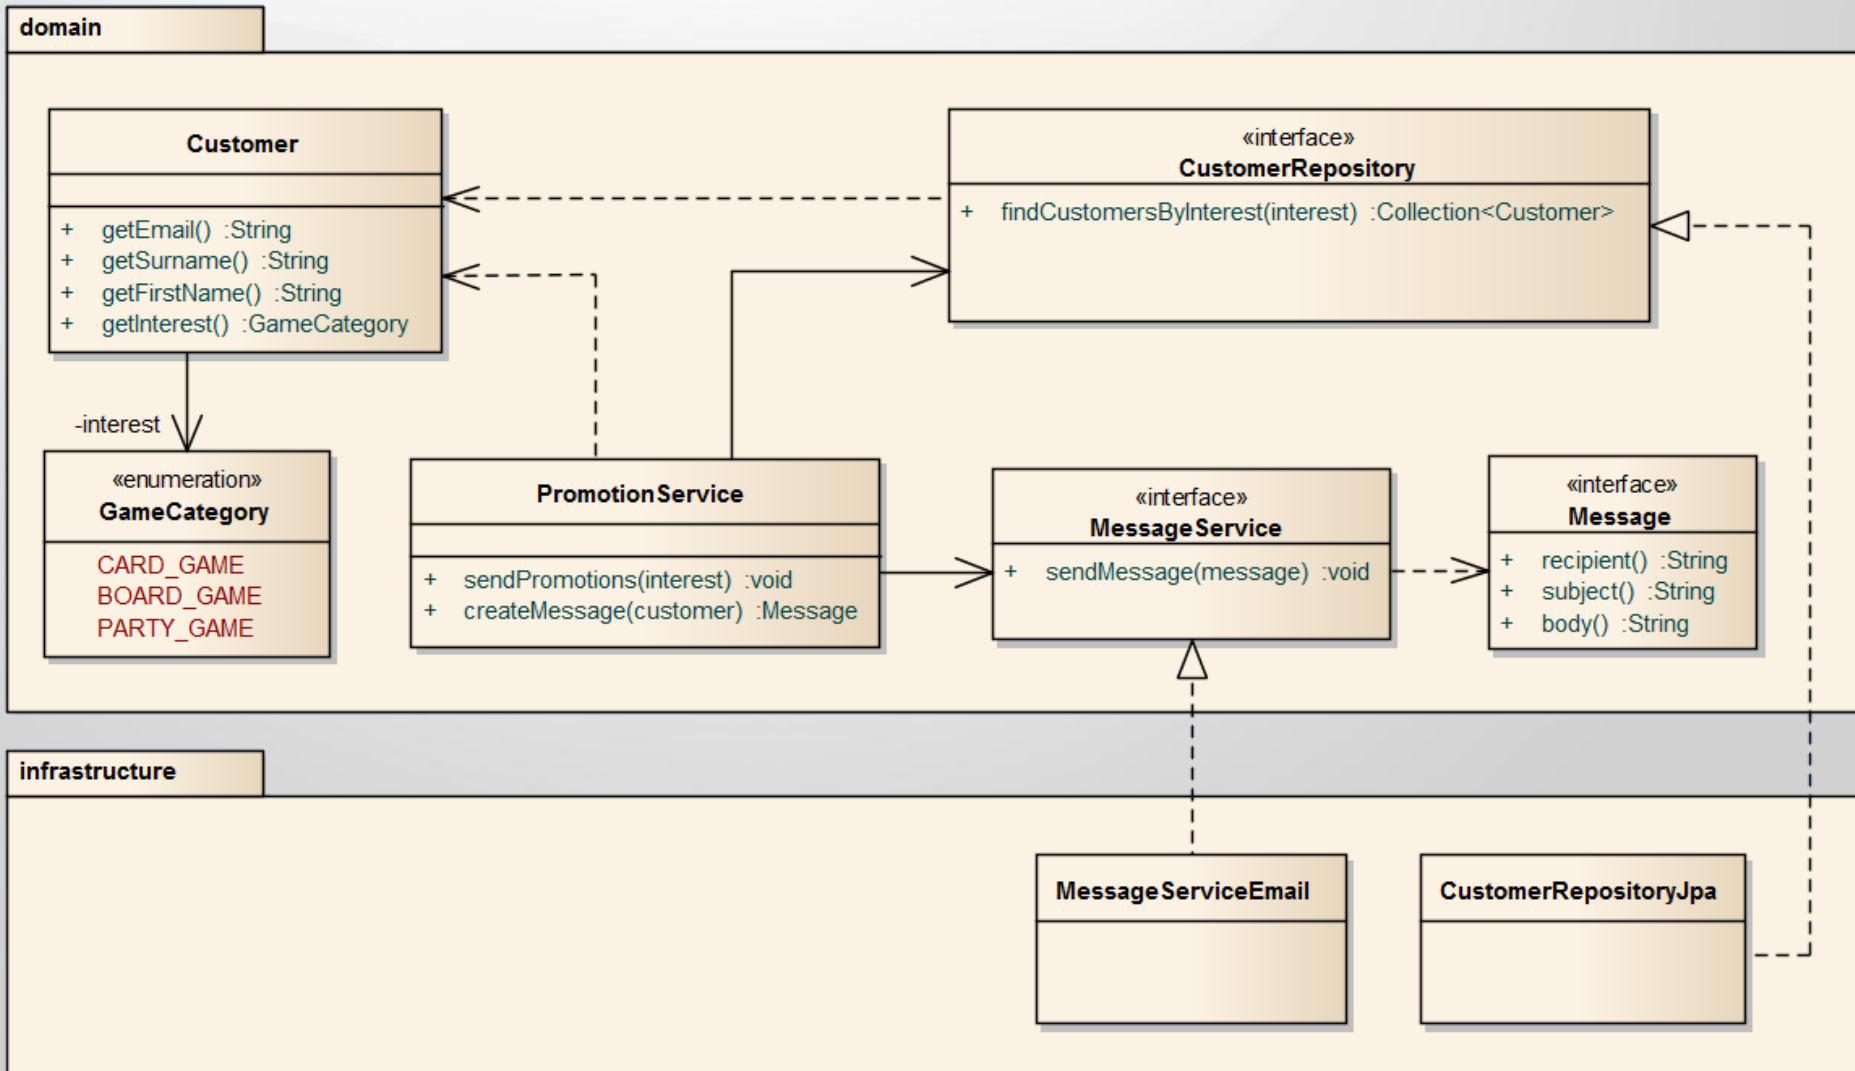 domain
Customer
+ getEmail() :String
+ getSurname() :String
+ getFirstName() :String
+ getInterest() :GameCategory
«interface»
CustomerRepository
+ findCustomersByInterest(interest) :Collection<Customer>
-interest
«enumeration»
GameCategory
CARD_GAME
BOARD_GAME
PARTY_GAME
PromotionService
+ sendPromotions(interest) :void
+ createMessage(customer) :Message
«interface»
MessageService
+ sendMessage(message) :void
«interface»
Message
+ recipient() :String
+ subject() :String
+ body() :String
infrastructure
MessageServiceEmail
CustomerRepositoryJpa